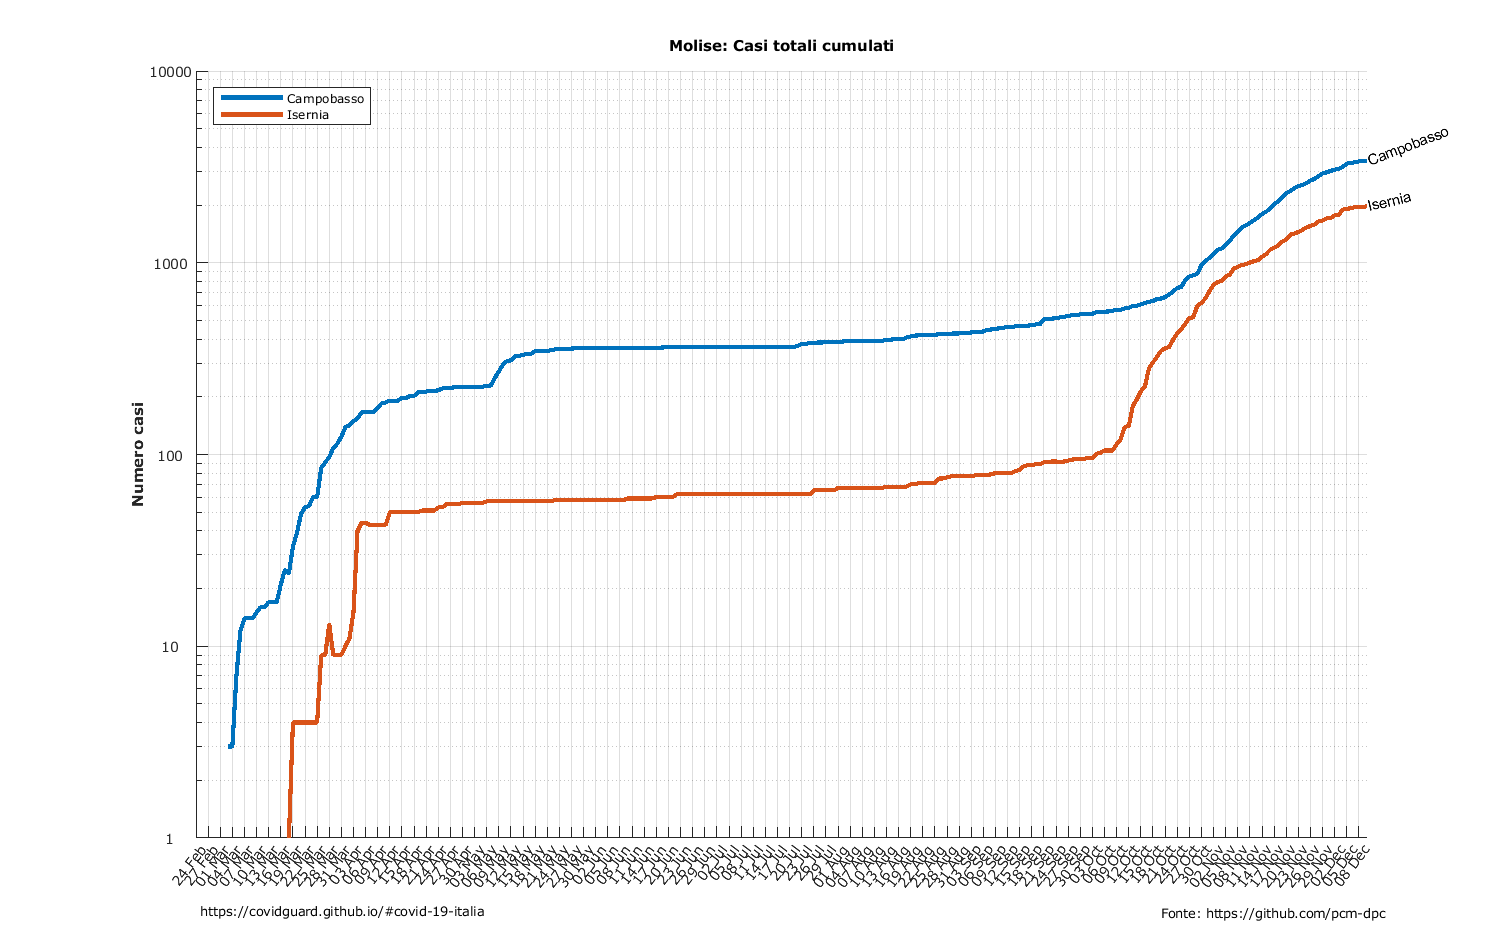 Molise: Casi totali cumulati
10000
1000
100
10
1
Numero casi
Campobasso
Isernia
Campobasso
Isernia
24 Feb
27 Feb
01 Mar
04 Mar
07 Mar
10 Mar
13 Mar
16 Mar
19 Mar
22 Mar
25 Mar
28 Mar
31 Mar
03 Apr
06 Apr
09 Apr
12 Apr
15 Apr
18 Apr
21 Apr
24 Apr
27 Apr
30 Apr
03 May
06 May
09 May
12 May
15 May
18 May
21 May
24 May
27 May
30 May
02 Jun
05 Jun
08 Jun
11 Jun
14 Jun
17 Jun
20 Jun
23 Jun
26 Jun
29 Jun
02 Jul
05 Jul
08 Jul
11 Jul
14 Jul
17 Jul
20 Jul
23 Jul
26 Jul
29 Jul
01 Aug
04 Aug
07 Aug
10 Aug
13 Aug
16 Aug
19 Aug
22 Aug
25 Aug
28 Aug
31 Aug
03 Sep
06 Sep
09 Sep
12 Sep
15 Sep
18 Sep
21 Sep
24 Sep
27 Sep
30 Sep
03 Oct
06 Oct
09 Oct
12 Oct
15 Oct
18 Oct
21 Oct
24 Oct
27 Oct
30 Oct
02 Nov
05 Nov
08 Nov
11 Nov
14 Nov
17 Nov
20 Nov
23 Nov
26 Nov
29 Nov
02 Dec
05 Dec
08 Dec
https://covidguard.github.io/#covid-19-italia
Fonte: https://github.com/pcm-dpc